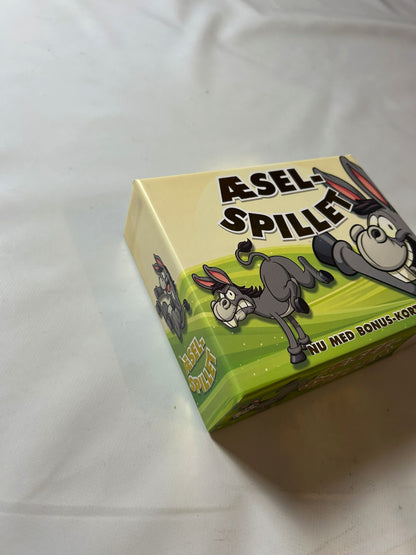 ÆSEL-
SPILLET
NU MED BONUS-KORT
ÆSEL-
SPILLET